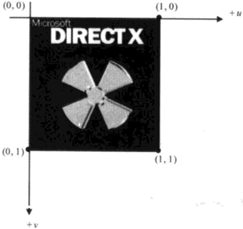 (0, 0)
(1, 0)
+u
Microsoft
DIRECT X
(0, 1)
(1, 1)
+v